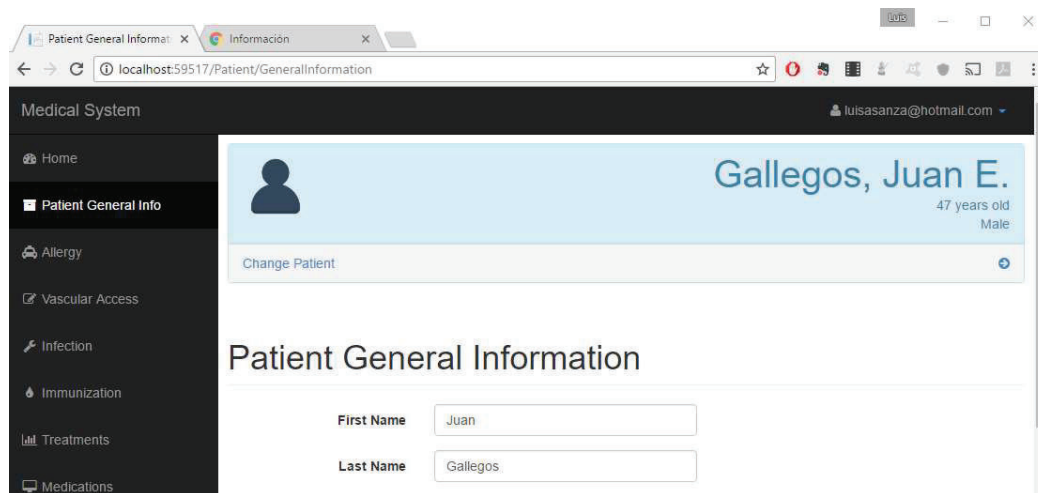 Luis
Patient General Informat
Información
localhost:59517/Patient/GeneralInformation
Medical System
luisasanza@hotmail.com
Home
Patient General Info
Allergy
Vascular Access
Infection
Immunization
Treatments
Medications
Gallegos, Juan E.
47 years old
Male
Change Patient
Patient General Information
First Name Juan
Last Name Gallegos